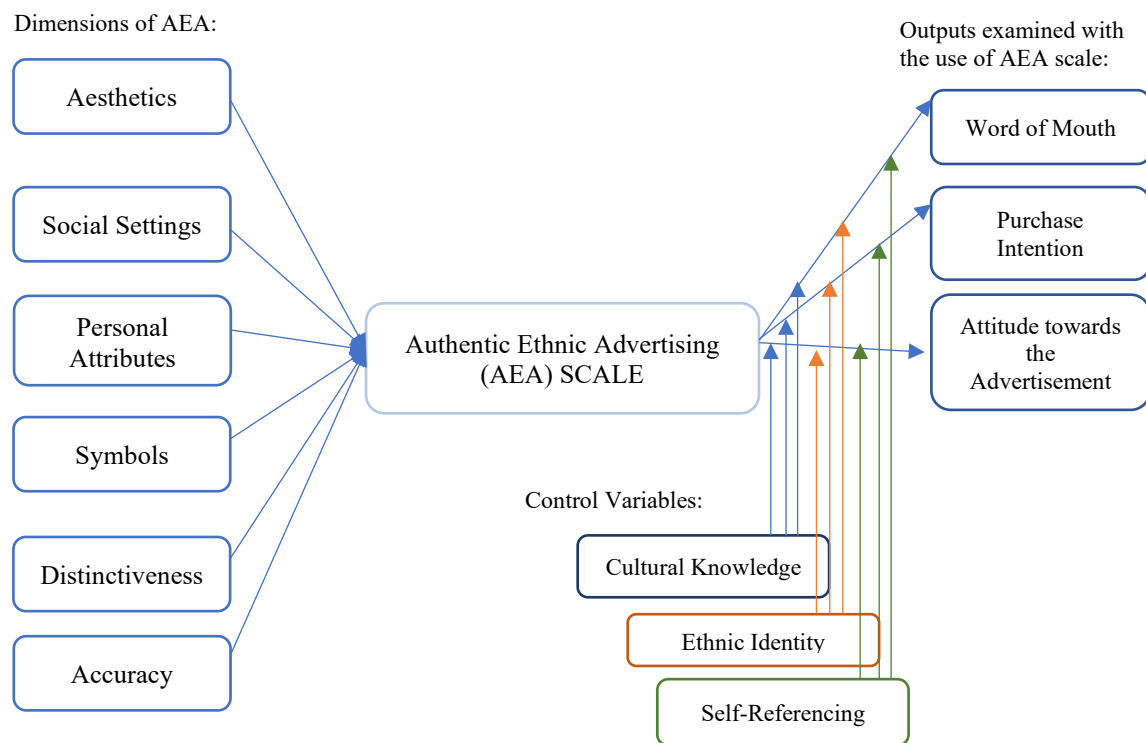 Dimensions of AEA:
Aesthetics
Social Settings
Personal
Attributes
Symbols
Distinctiveness
Accuracy
Authentic Ethnic Advertising
(AEA) SCALE
Outputs examined with
the use of AEA scale:
Word of Mouth
Purchase
Intention
Attitude towards
the
Advertisement
Control Variables:
Cultural Knowledge
Ethnic Identity
Self-Referencing